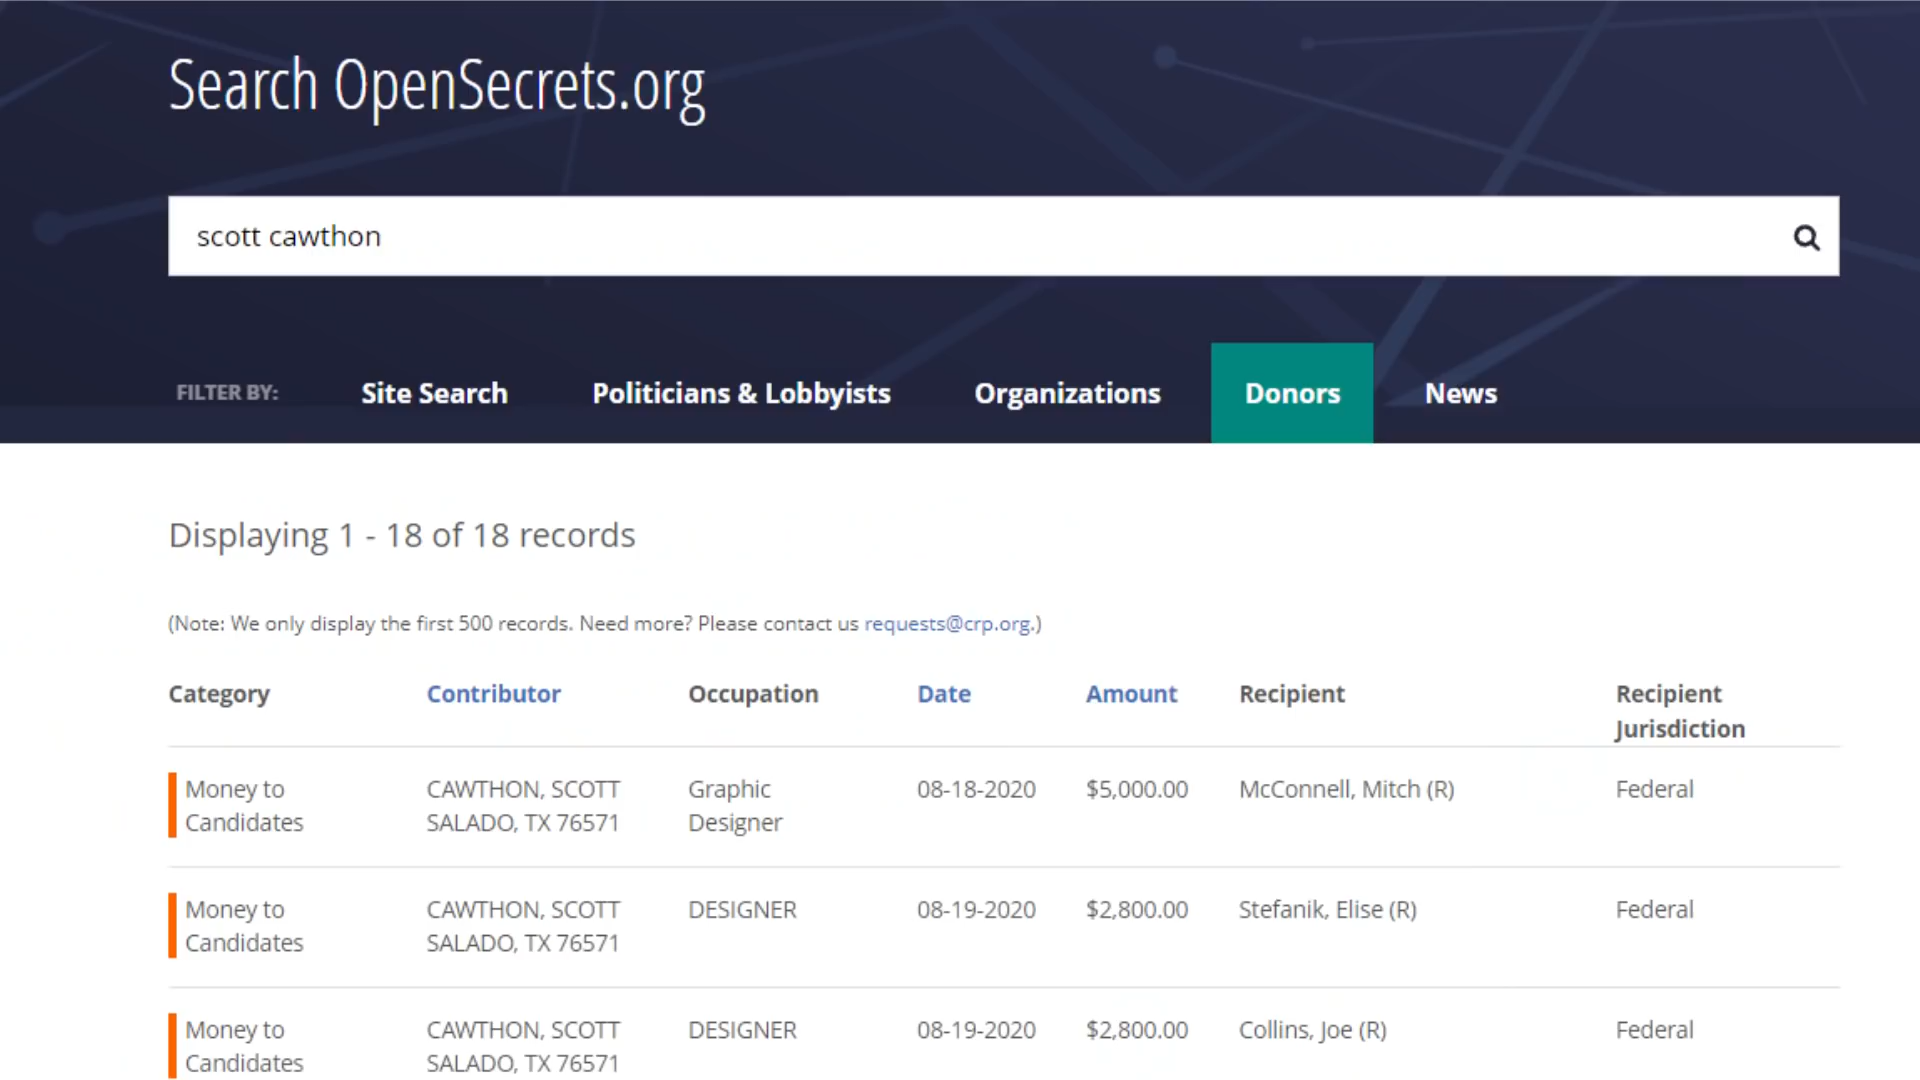 Search OpenSecrets.org
scott cawthon
FILTER BY: Site Search Politicians & Lobbyists Organizations Donors News
Displaying 1 - 18 of 18 records
(Note: We only display the first 500 records. Need more? Please contact us requests@crp.org.)
Category Contributor Occupation Date Amount Recipient Recipient
Jurisdiction
Money to CAWTHON, SCOTT Graphic 08-18-2020 $5,000.00 McConnell, Mitch (R) Federal
Candidates SALADO, TX 76571 Designer
Money to CAWTHON, SCOTT DESIGNER 08-19-2020 $2,800.00 Stefanik, Elise (R) Federal
Candidates SALADO, TX 76571
Money to CAWTHON, SCOTT DESIGNER 08-19-2020 $2,800.00 Collins, Joe (R) Federal
Candidates SALADO, TX 76571